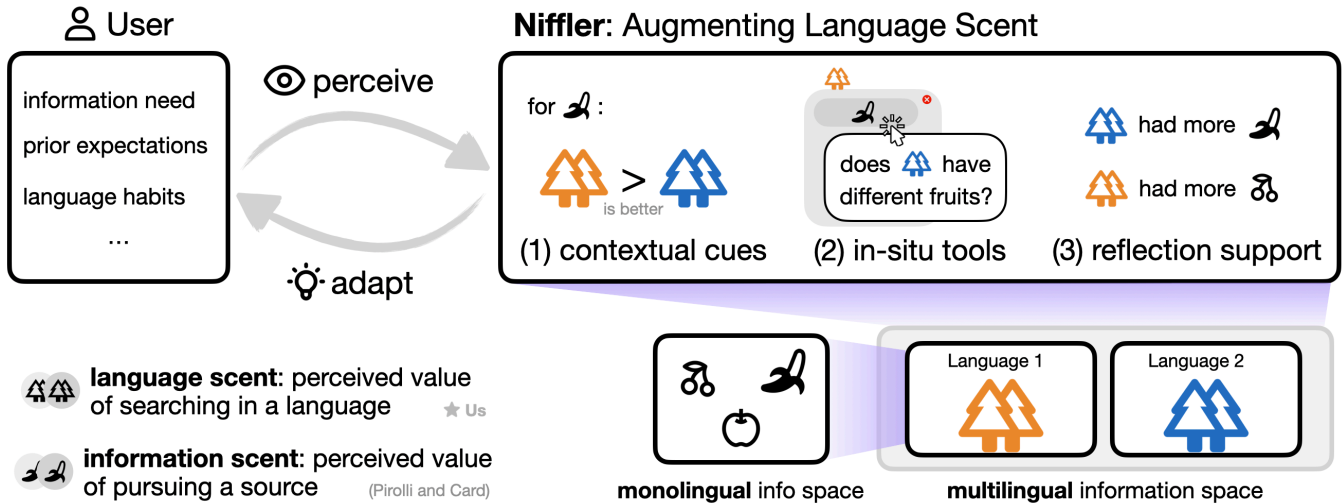 User
information need
prior expectations
language habits
...
perceive
adapt
Niffler: Augmenting Language Scent
for :
>
is better
(1) contextual cues
does have
different fruits?
(2) in-situ tools
had more
had more
(3) reflection support
language scent: perceived value
of searching in a language
Us
information scent: perceived value
of pursuing a source
(Pirolli and Card)
monolingual info space
Language 1
Language 2
multilingual information space